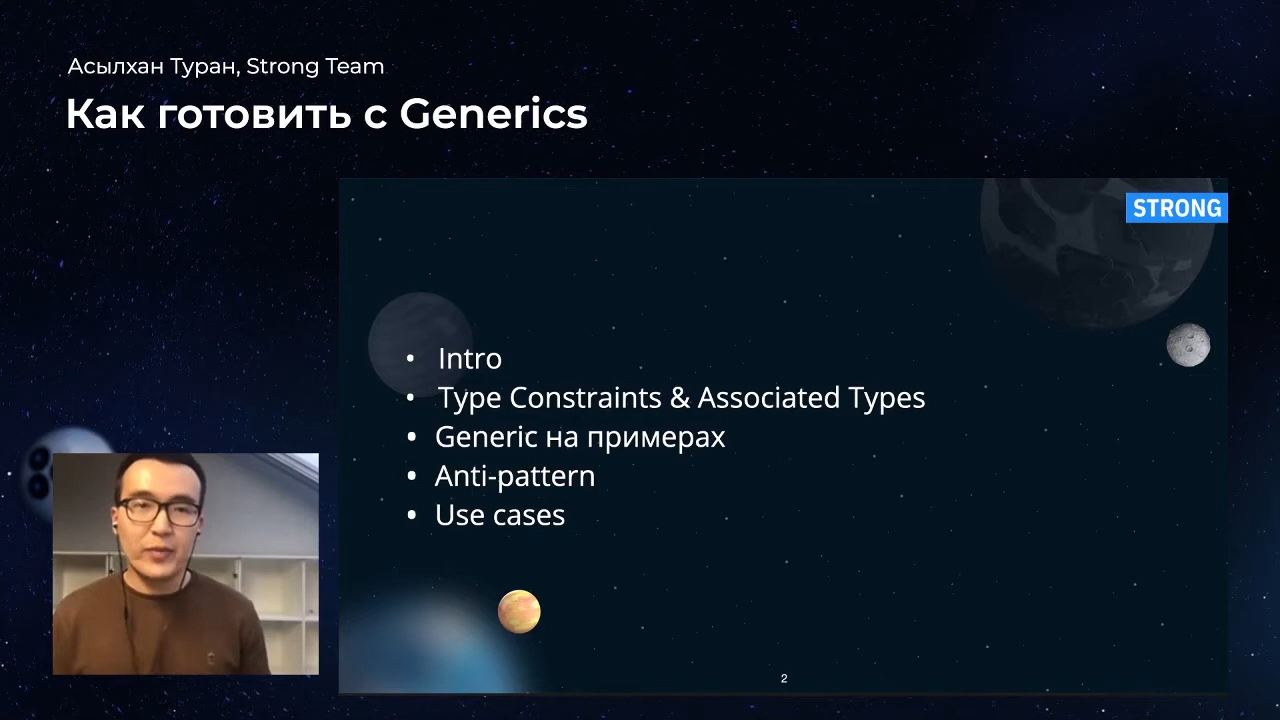 Асылхан Туран, Strong Team
Как готовить с Generics
STRONG
• Intro
• Type Constraints & Associated Types
• Generic на примерах
• Anti-pattern
• Use cases
2